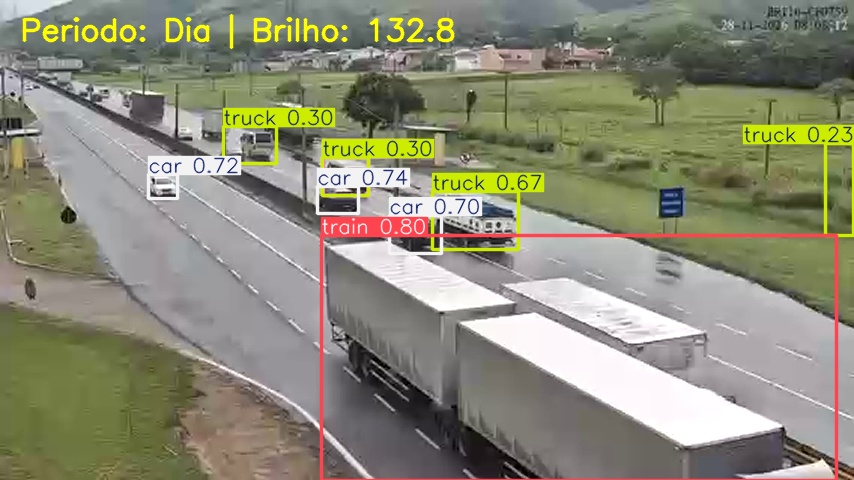 Periodo: Dia | Brilho: 132.8
truck 0.30
truck 0.23
truck 0.30
car 0.72
car 0.74
truck 0.67
car 0.70
train 0.80